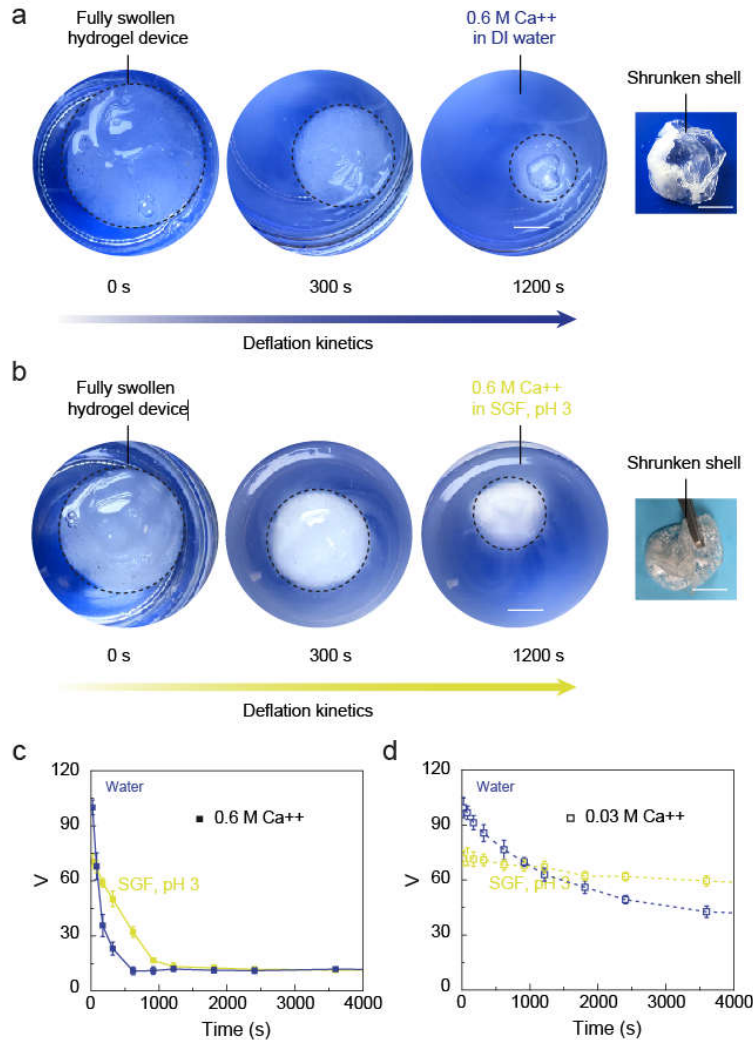 a
Fully swollen
hydrogel device
0.6 M Ca++
in DI water
Shrunken shell
0 s
300 s
1200 s
Deflation kinetics
b
Fully swollen
hydrogel device
0.6 M Ca++
in SGF, pH 3
Shrunken shell
0 s
300 s
1200 s
Deflation kinetics
c
120
90
60
30
0
V
Water
0.6 M Ca++
SGF, pH 3
0 1000 2000 3000 4000
Time (s)
d
120
90
60
30
0
V
Water
0.03 M Ca++
SGF, pH 3
0 1000 2000 3000 4000
Time (s)